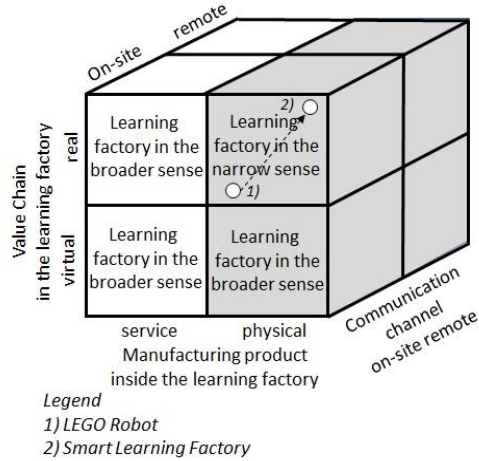 On-site
remote
Value Chain
in the learning factory
real
virtual
Learning
factory in the
broader sense
2)
Learning
factory in the
narrow sense
1)
Learning
factory in the
broader sense
Learning
factory in the
broader sense
service
physical
Manufacturing product
inside the learning factory
Communication
channel
on-site remote
Legend
1) LEGO Robot
2) Smart Learning Factory